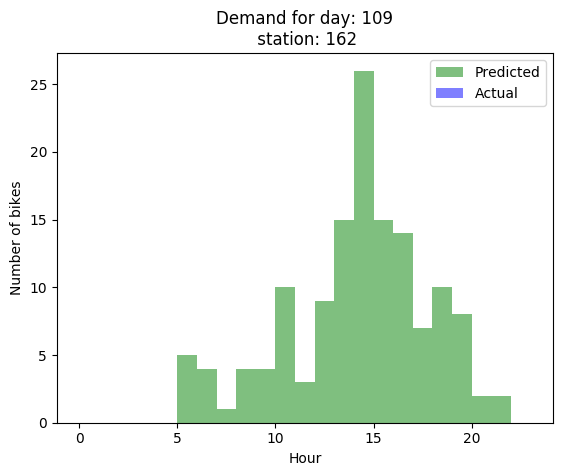 Demand for day: 109
station: 162
Predicted
Actual
25
20
15
10
5
0
Number of bikes
0 5 10 15 20
Hour